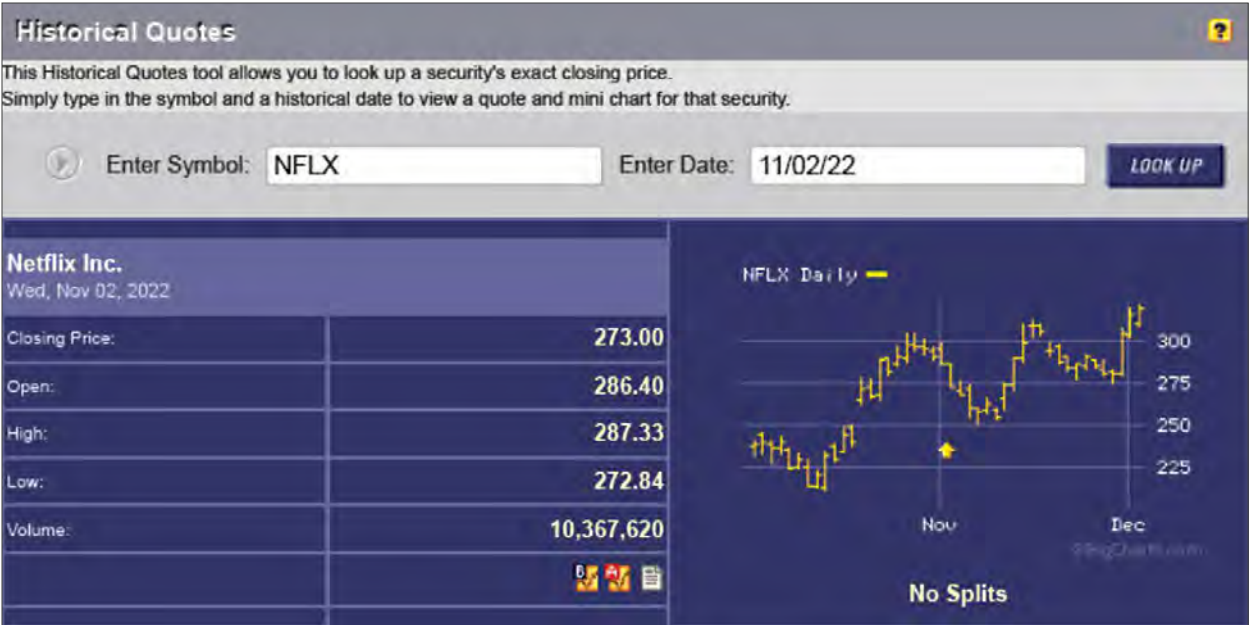 Historical Quotes
?
This Historical Quotes tool allows you to look up a security's exact closing price.
Simply type in the symbol and a historical date to view a quote and mini chart for that security.
Enter Symbol: NFLX Enter Date: 11/02/22 LOOK UP
Netflix Inc.
Wed, Nov 02, 2022
Closing Price: 273.00
Open: 286.40
High: 287.33
Low: 272.84
Volume: 10,367,620
B A
NFLX Daily
300
275
250
225
Nov Dec
©BigCharts.com
No Splits